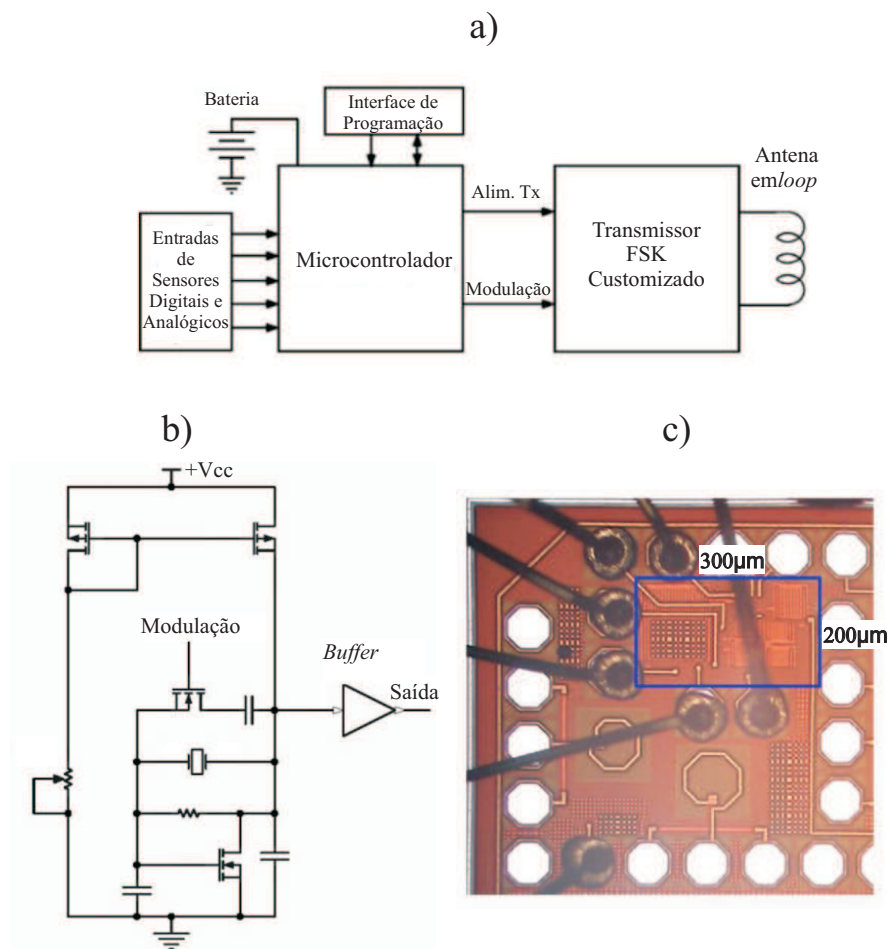 a)
Bateria
Interface de
Programação
Antena
emloop
Alim. Tx
Entradas
de
Sensores
Digitais e
Analógicos
Microcontrolador
Transmissor
FSK
Customizado
Modulação
b)
c)
+Vcc
Modulação
Buffer
Saída
300µm
200µm